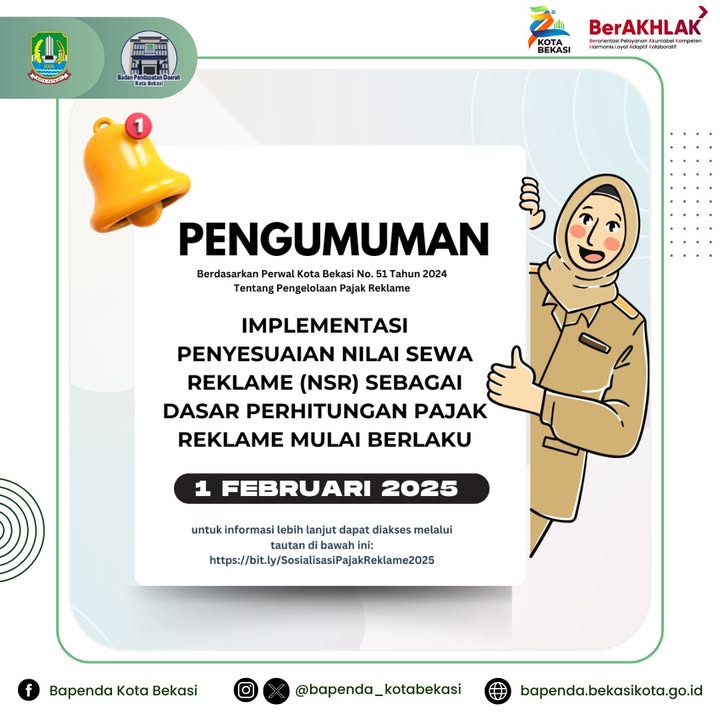 Badan Pendapatan Daerah
Kota Bekasi
KOTA
BEKASI
BerAKHLAK
Berorientasi Pelayanan Akuntabel Kompeten
Harmonis Loyal Adaptif Kolaboratif
1
PENGUMUMAN
Berdasarkan Perwal Kota Bekasi No. 51 Tahun 2024
Tentang Pengelolaan Pajak Reklame
IMPLEMENTASI
PENYESUAIAN NILAI SEWA
REKLAME (NSR) SEBAGAI
DASAR PERHITUNGAN PAJAK
REKLAME MULAI BERLAKU
1 FEBRUARI 2025
untuk informasi lebih lanjut dapat diakses melalui
tautan di bawah ini:
https://bit.ly/SosialisasiPajakReklame2025
Bapenda Kota Bekasi
@bapenda_kotabekasi
bapenda.bekasikota.go.id